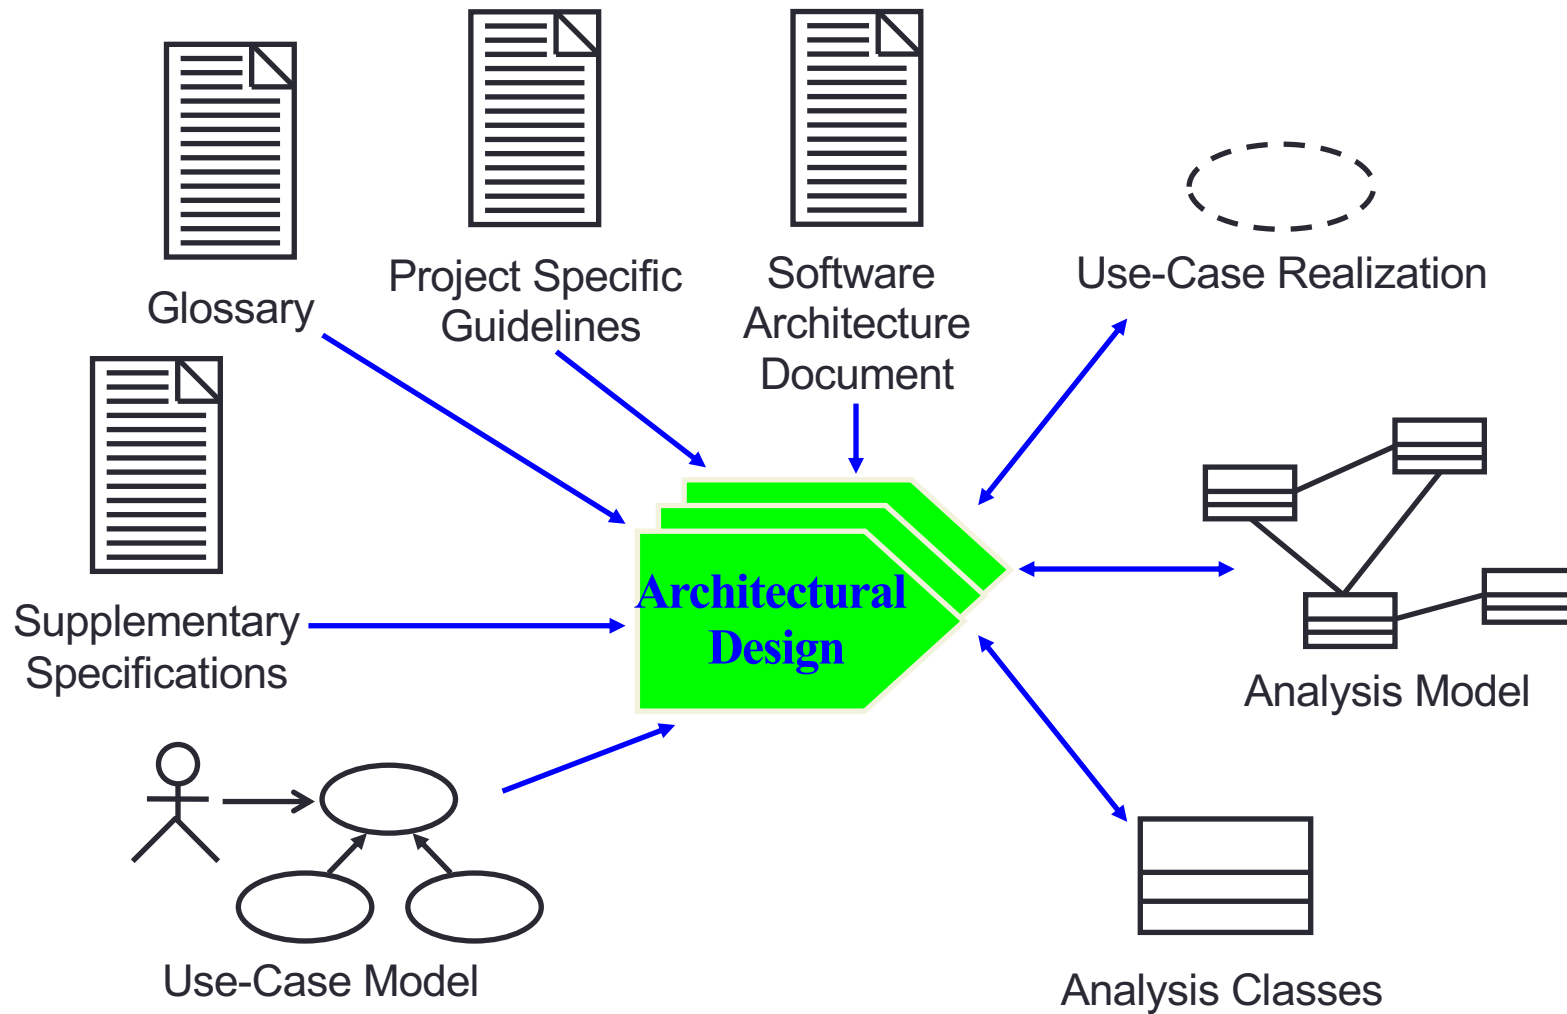 Glossary
Project Specific
Guidelines
Software
Architecture
Document
Use-Case Realization
Supplementary
Specifications
Architectural
Design
Analysis Model
Use-Case Model
Analysis Classes